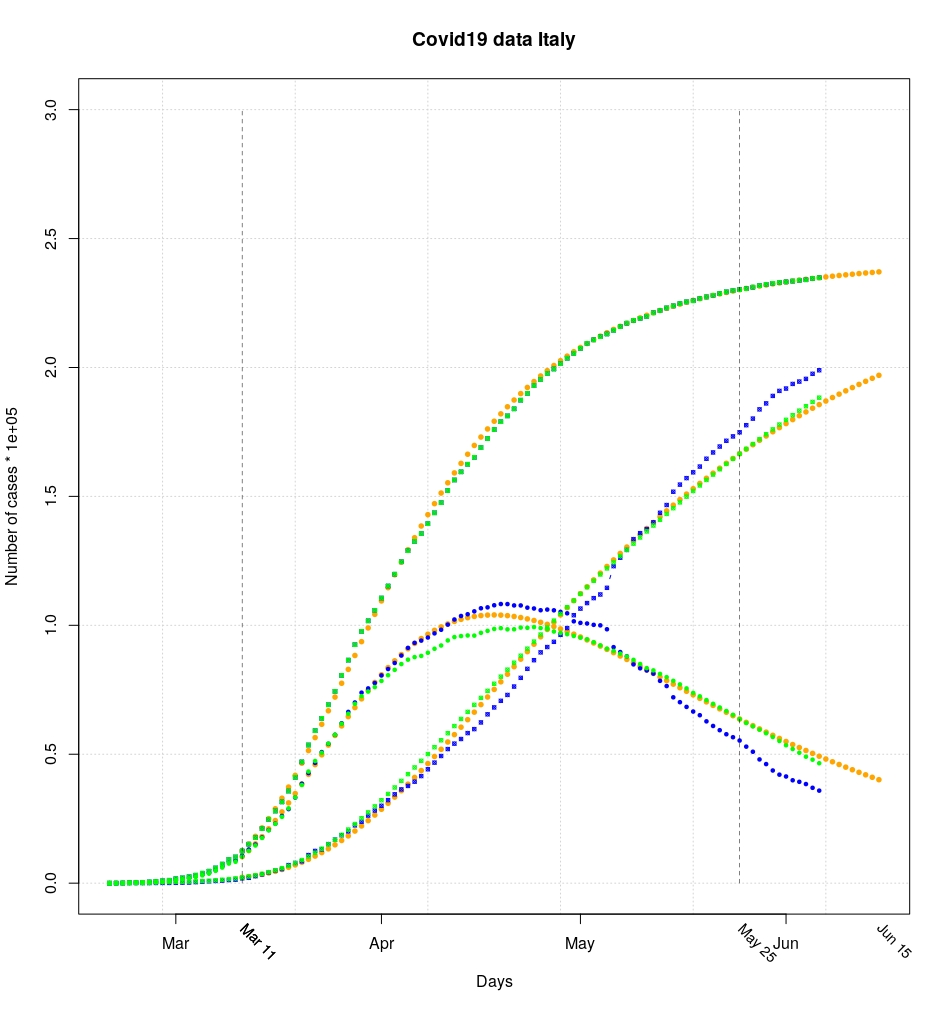 Covid19 data Italy
Number of cases * 1e+05
3.0
2.5
2.0
1.5
1.0
0.5
0.0
Mar
Mar 11
Apr
May
May 25
Jun
Jun 15
Days